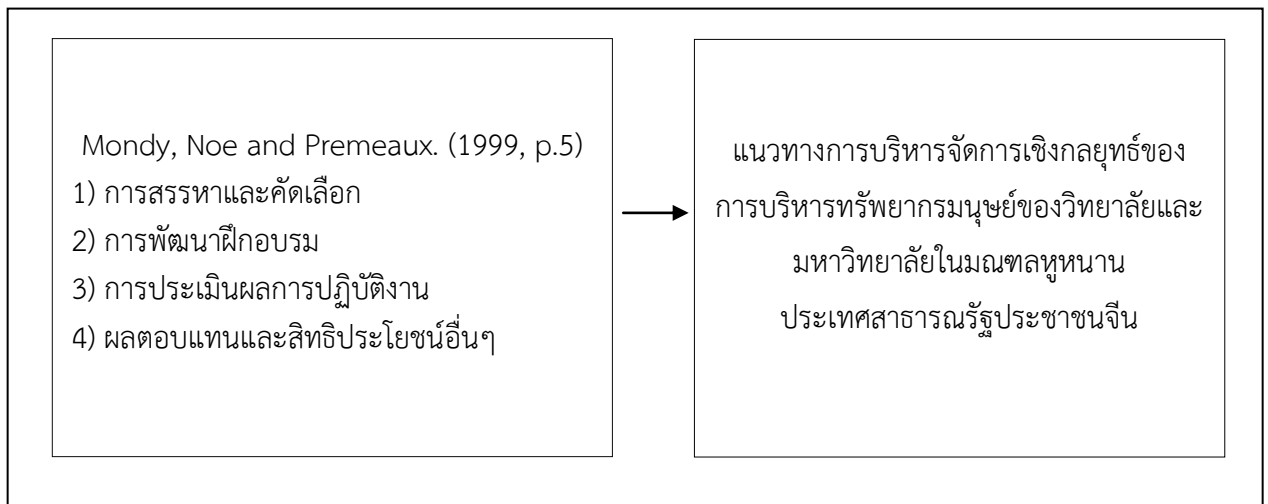 Mondy, Noe and Premeaux. (1999, p.5)
1) การสรรหาและคัดเลือก
2) การพัฒนาฝึกอบรม
3) การประเมินผลการปฏิบัติงาน
4) ผลตอบแทนและสิทธิประโยชน์อื่นๆ
แนวทางการบริหารจัดการเชิงกลยุทธ์ของ
การบริหารทรัพยากรมนุษย์ของวิทยาลัยและ
มหาวิทยาลัยในมณฑลหูหนาน
ประเทศสาธารณรัฐประชาชนจีน